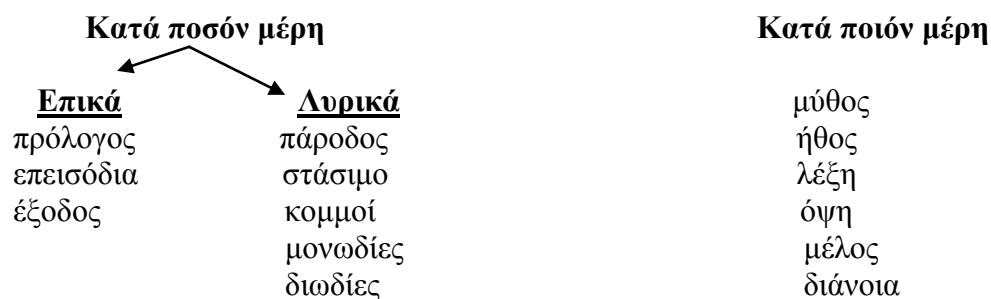 Κατά ποσόν μέρη Κατά ποιόν μέρη
Επικά Λυρικά μύθος
πρόλογος πάροδος ήθος
επεισόδια στάσιμο λέξη
έξοδος κομμοί όψη
μονωδίες μέλος
διωδίες διάνοια